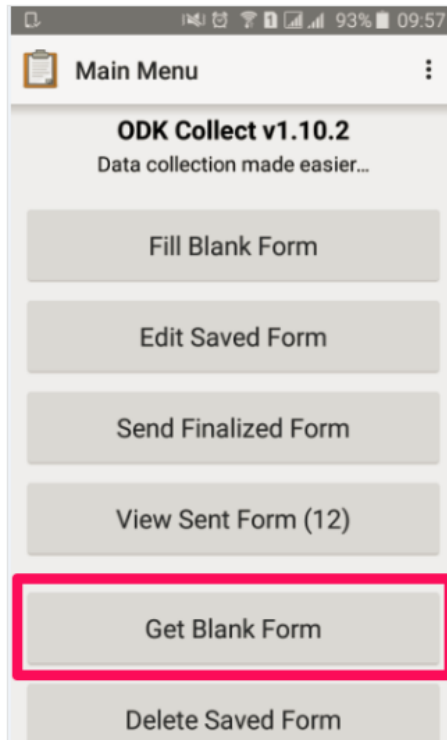 93% 09:57
Main Menu
ODK Collect v1.10.2
Data collection made easier...
Fill Blank Form
Edit Saved Form
Send Finalized Form
View Sent Form (12)
Get Blank Form
Delete Saved Form